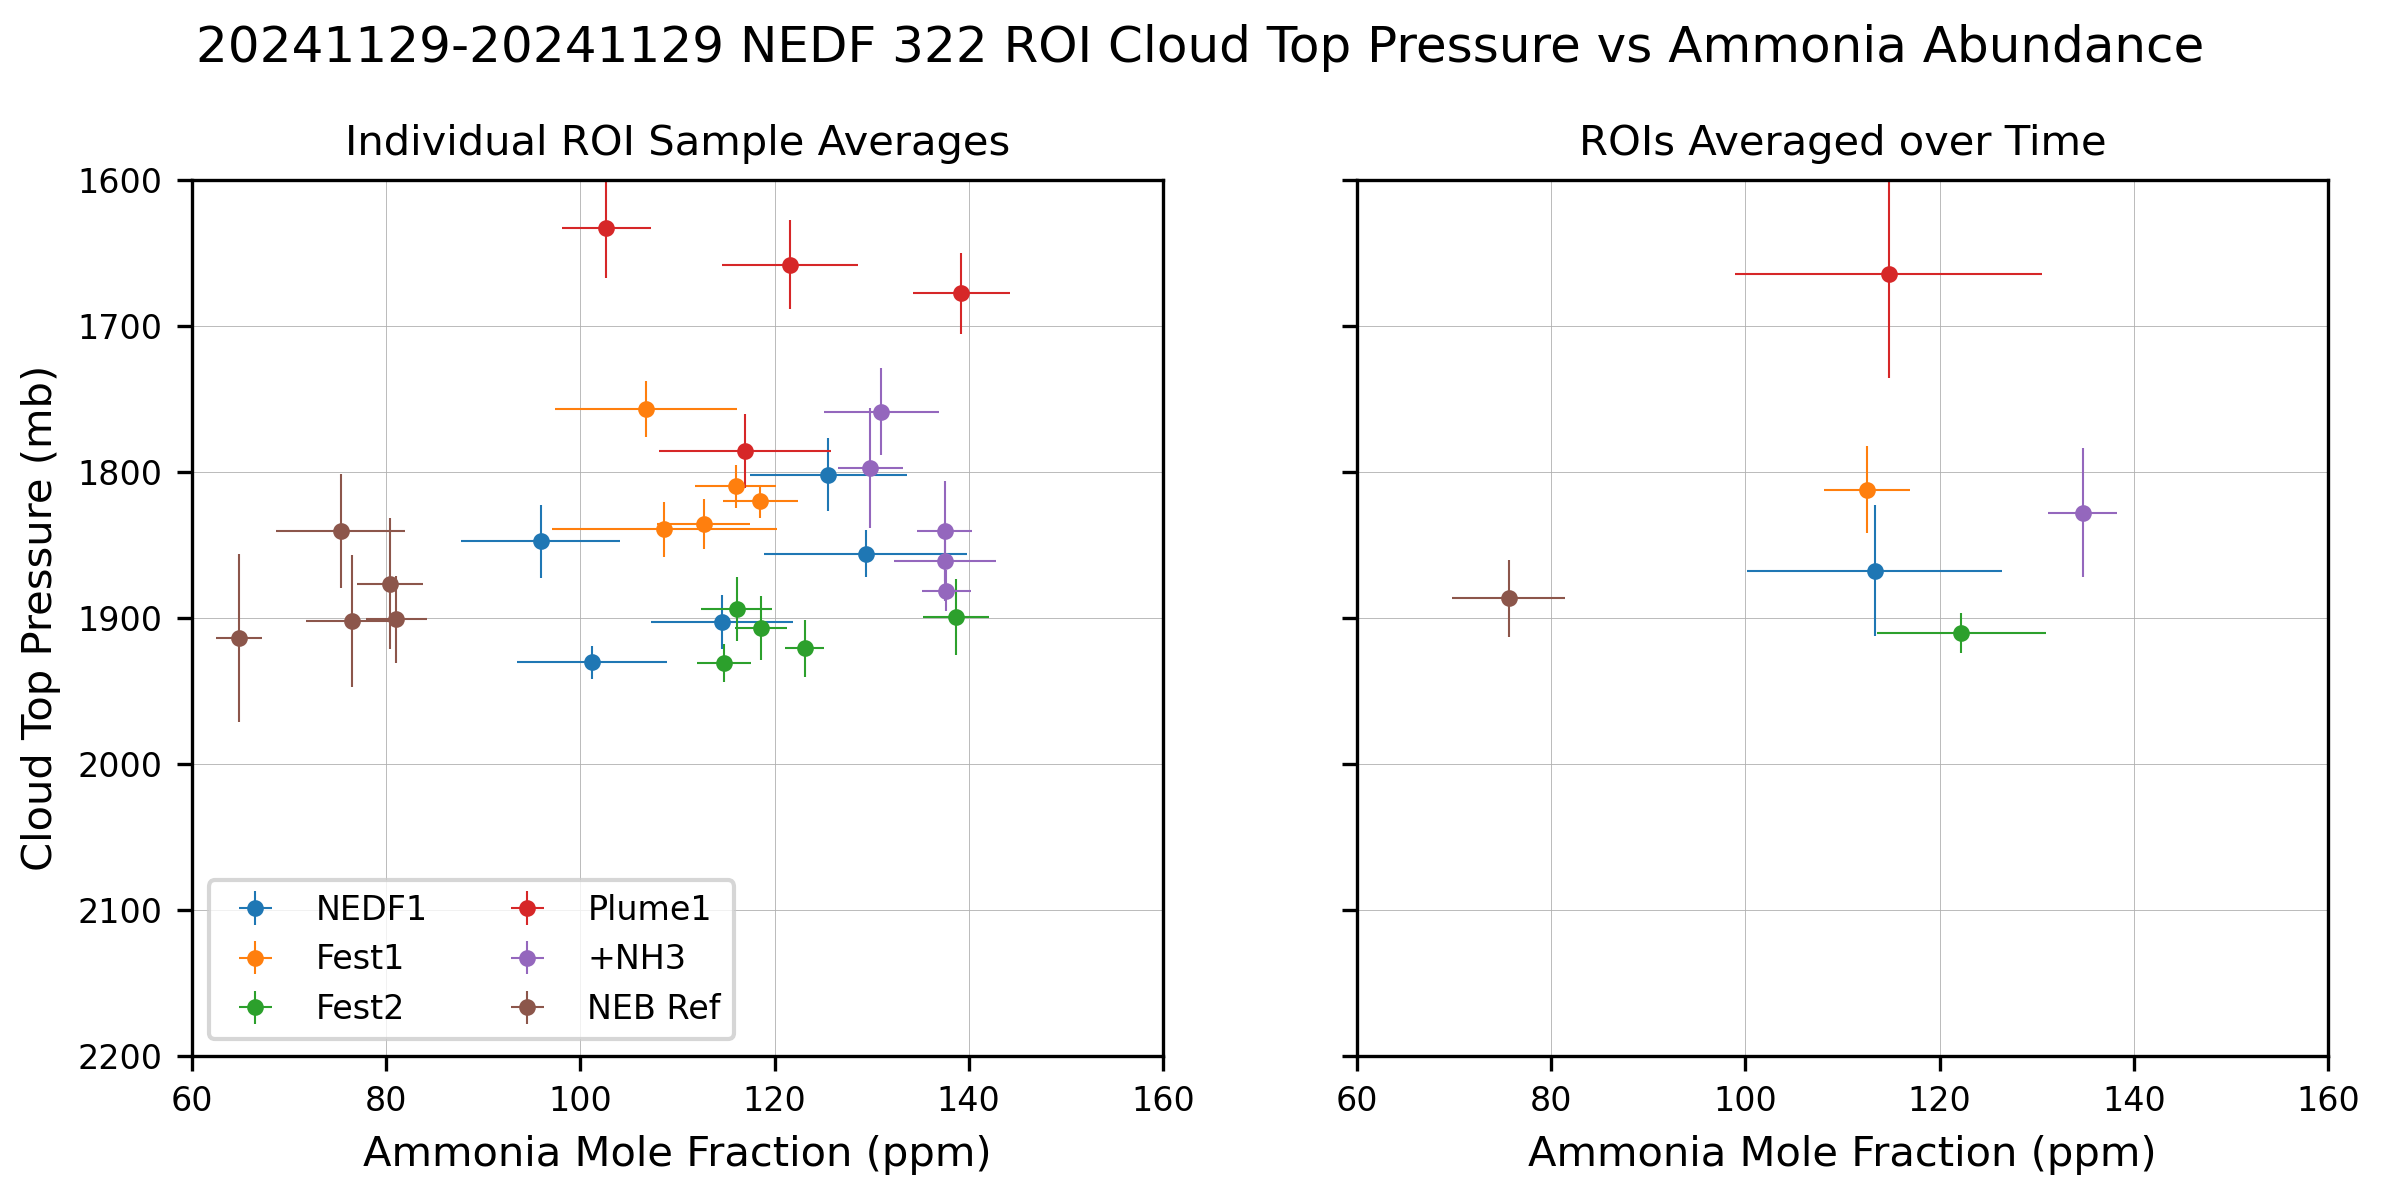 20241129-20241129 NEDF 322 ROI Cloud Top Pressure vs Ammonia Abundance
Individual ROI Sample Averages
1600
1700
1800
1900
2000
2100
2200
Cloud Top Pressure (mb)
NEDF1
Fest1
Fest2
Plume1
+NH3
NEB Ref
60 80 100 120 140 160
Ammonia Mole Fraction (ppm)
ROIs Averaged over Time
60 80 100 120 140 160
Ammonia Mole Fraction (ppm)